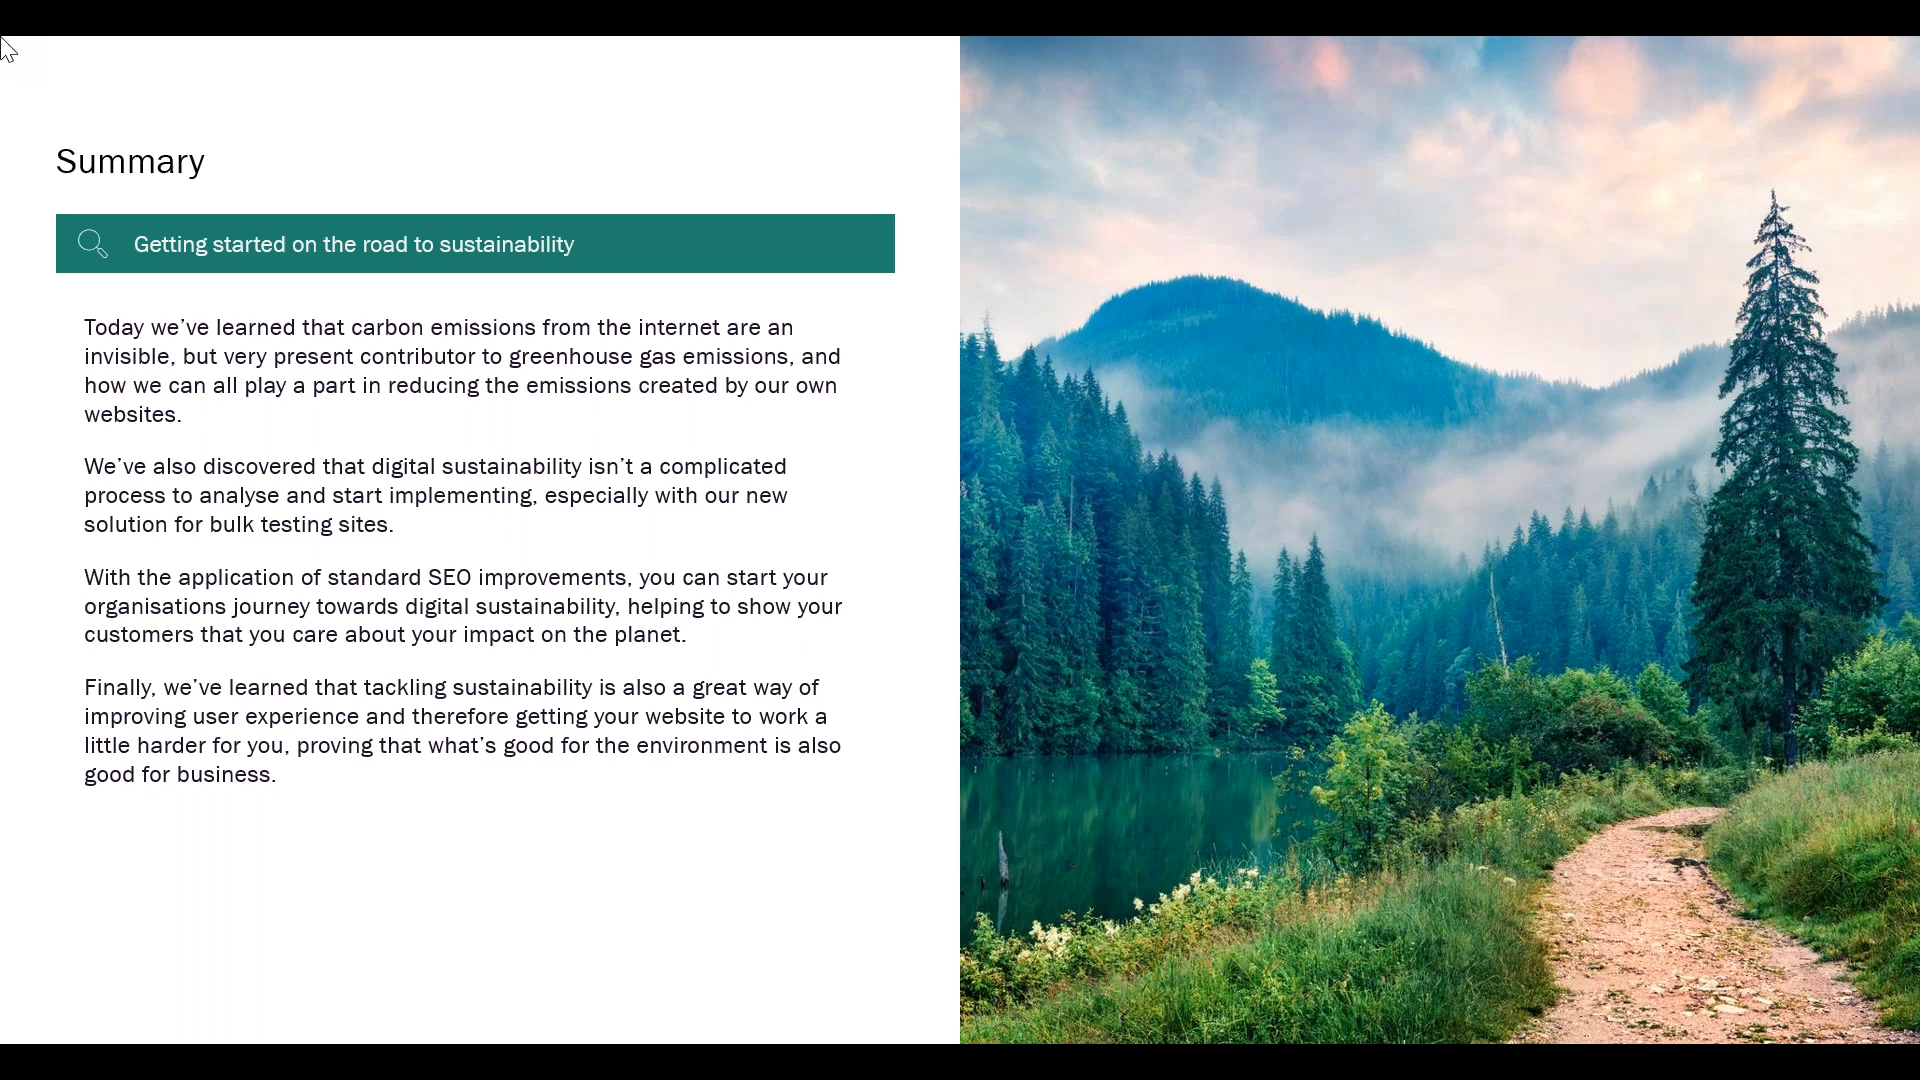 Summary
Getting started on the road to sustainability
Today we’ve learned that carbon emissions from the internet are an
invisible, but very present contributor to greenhouse gas emissions, and
how we can all play a part in reducing the emissions created by our own
websites.
We’ve also discovered that digital sustainability isn’t a complicated
process to analyse and start implementing, especially with our new
solution for bulk testing sites.
With the application of standard SEO improvements, you can start your
organisations journey towards digital sustainability, helping to show your
customers that you care about your impact on the planet.
Finally, we’ve learned that tackling sustainability is also a great way of
improving user experience and therefore getting your website to work a
little harder for you, proving that what’s good for the environment is also
good for business.